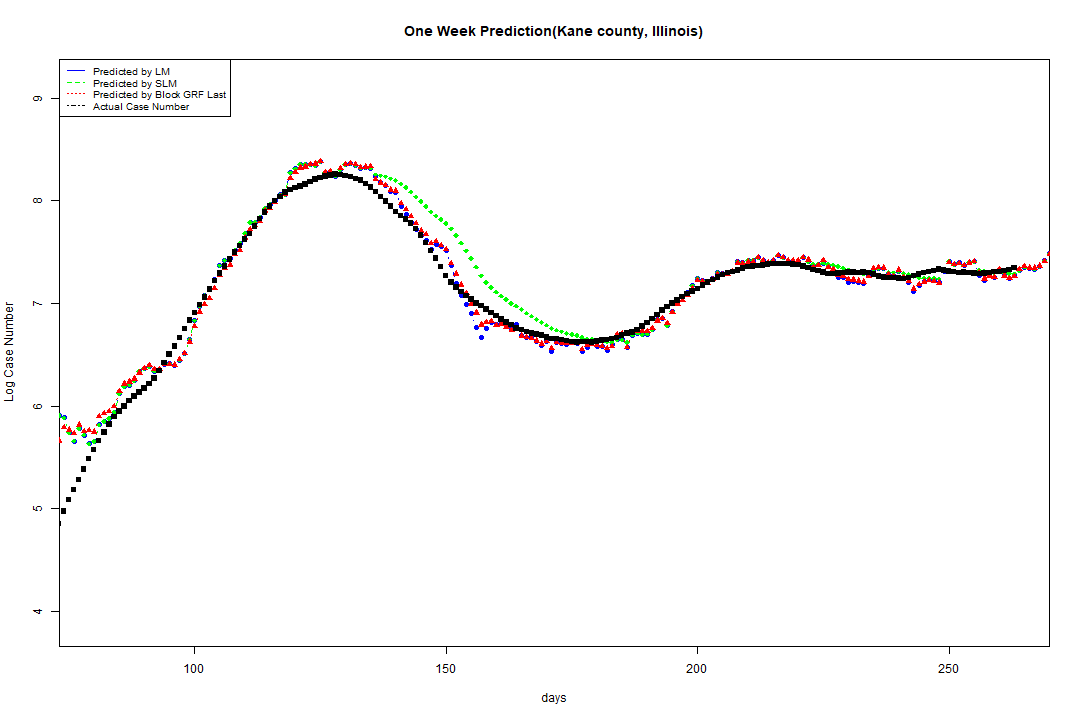 One Week Prediction(Kane county, Illinois)
Predicted by LM
Predicted by SLM
Predicted by Block GRF Last
Actual Case Number
9
8
7
6
5
4
Log Case Number
100 150 200 250
days